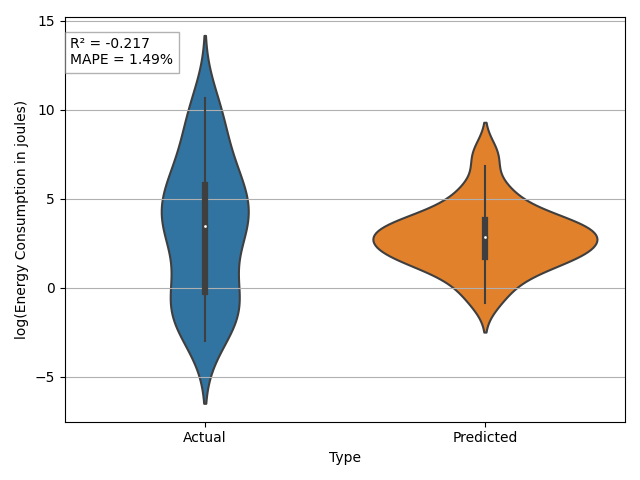 R² = -0.217
MAPE = 1.49%
15
10
5
0
−5
log(Energy Consumption in joules)
Actual
Predicted
Type